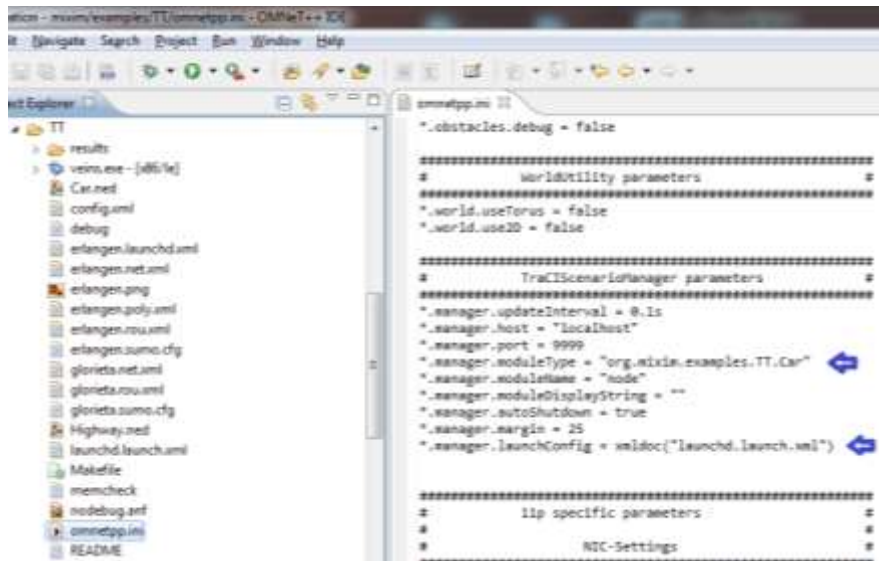 mixim/examples/TT/omnetpp.ini - OMNeT++ IDE
Navigate Search Project Run Window Help
Explorer
omnetpp.ini
TT
results
veins.exe - [x86/le]
Car.ned
config.xml
debug
erlangen.launchd.xml
erlangen.net.xml
erlangen.png
erlangen.poly.xml
erlangen.rou.xml
erlangen.sumo.cfg
glorieta.net.xml
glorieta.rou.xml
glorieta.sumo.cfg
Highway.ned
launchd.launch.xml
Makefile
memcheck
nodebug.anf
omnetpp.ini
README
*.obstacles.debug = false
# WorldUtility parameters #
*.world.useTorus = false
*.world.use2D = false
# TraCIScenarioManager parameters #
*.manager.updateInterval = 0.1s
*.manager.host = "localhost"
*.manager.port = 9999
*.manager.moduleType = "org.mixim.examples.TT.Car"
*.manager.moduleName = "node"
*.manager.moduleDisplayString = ""
*.manager.autoShutdown = true
*.manager.margin = 25
*.manager.launchConfig = xmldoc("launchd.launch.xml")
# 11p specific parameters #
# #
# NIC-Settings #